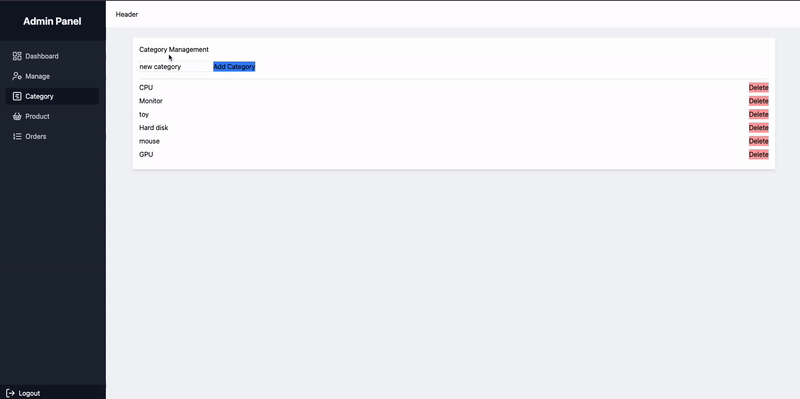 Admin Panel
Dashboard
Manage
Category
Product
Orders
Logout
Header
Category Management
new category
Add Category
CPU Delete
Monitor Delete
toy Delete
Hard disk Delete
mouse Delete
GPU Delete